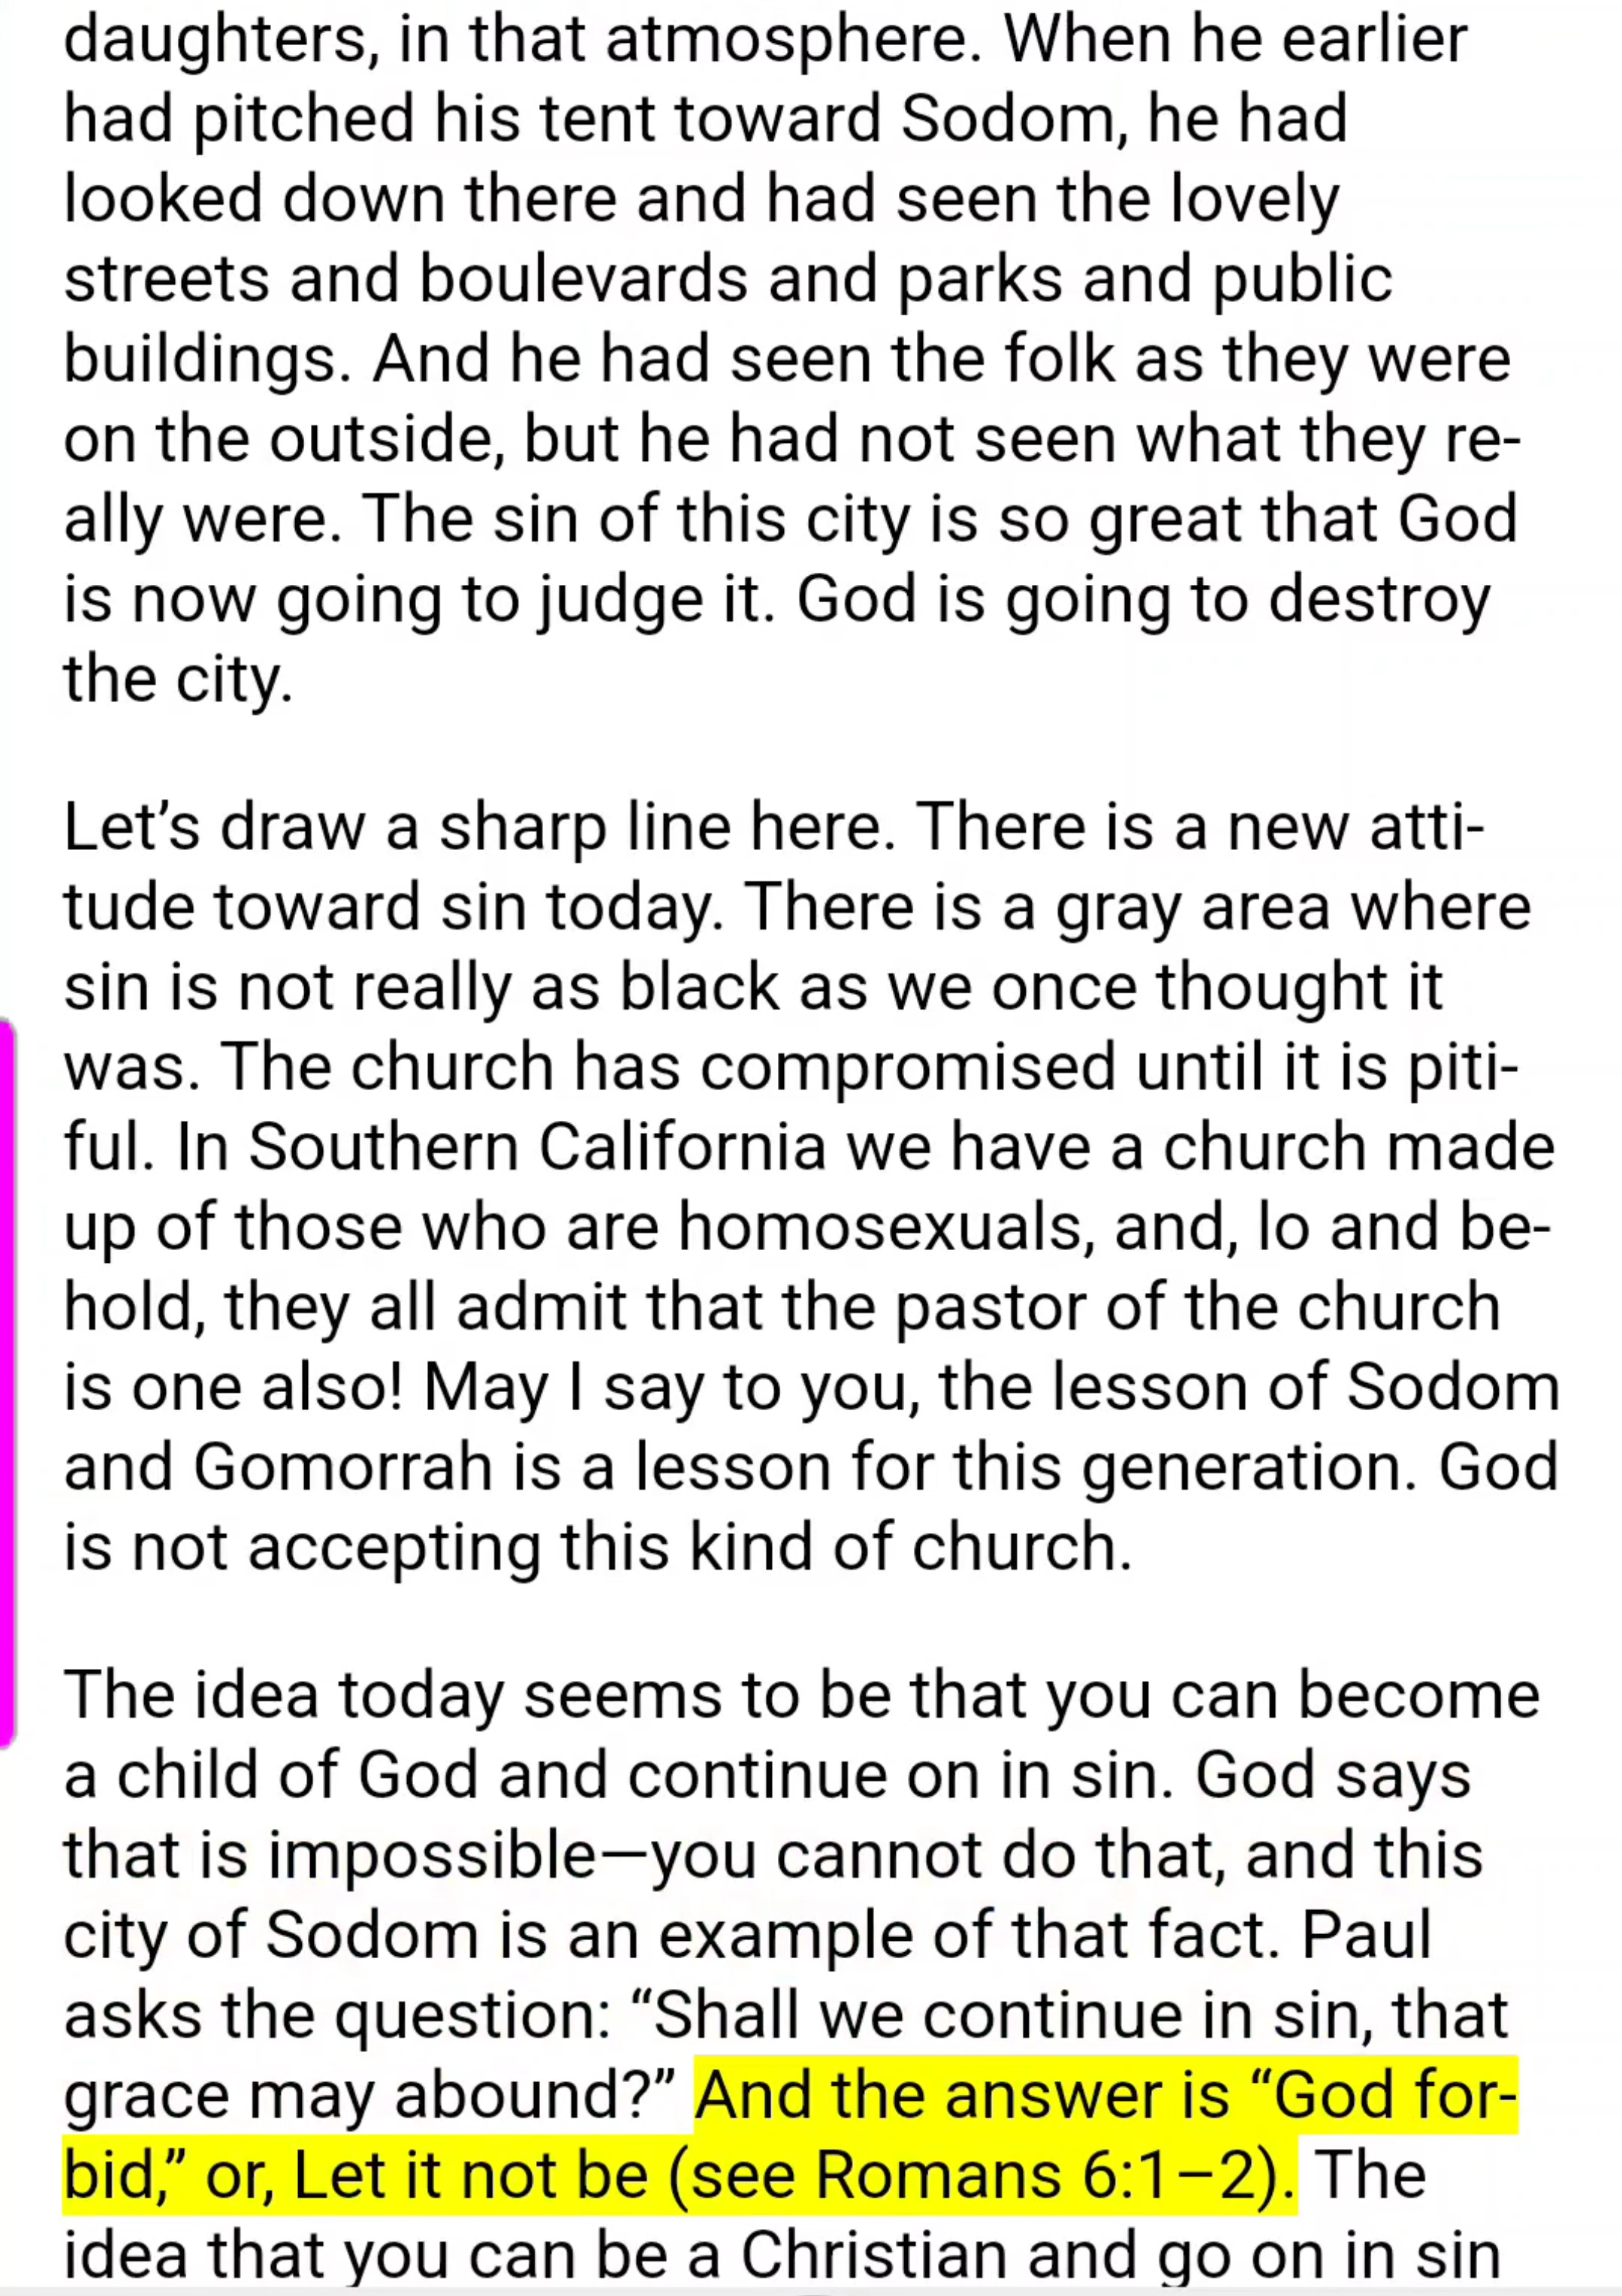 daughters, in that atmosphere. When he earlier
had pitched his tent toward Sodom, he had
looked down there and had seen the lovely
streets and boulevards and parks and public
buildings. And he had seen the folk as they were
on the outside, but he had not seen what they re-
ally were. The sin of this city is so great that God
is now going to judge it. God is going to destroy
the city.
Let’s draw a sharp line here. There is a new atti-
tude toward sin today. There is a gray area where
sin is not really as black as we once thought it
was. The church has compromised until it is piti-
ful. In Southern California we have a church made
up of those who are homosexuals, and, lo and be-
hold, they all admit that the pastor of the church
is one also! May I say to you, the lesson of Sodom
and Gomorrah is a lesson for this generation. God
is not accepting this kind of church.
The idea today seems to be that you can become
a child of God and continue on in sin. God says
that is impossible—you cannot do that, and this
city of Sodom is an example of that fact. Paul
asks the question: “Shall we continue in sin, that
grace may abound?” And the answer is “God for-
bid,” or, Let it not be (see Romans 6:1–2). The
idea that you can be a Christian and go on in sin